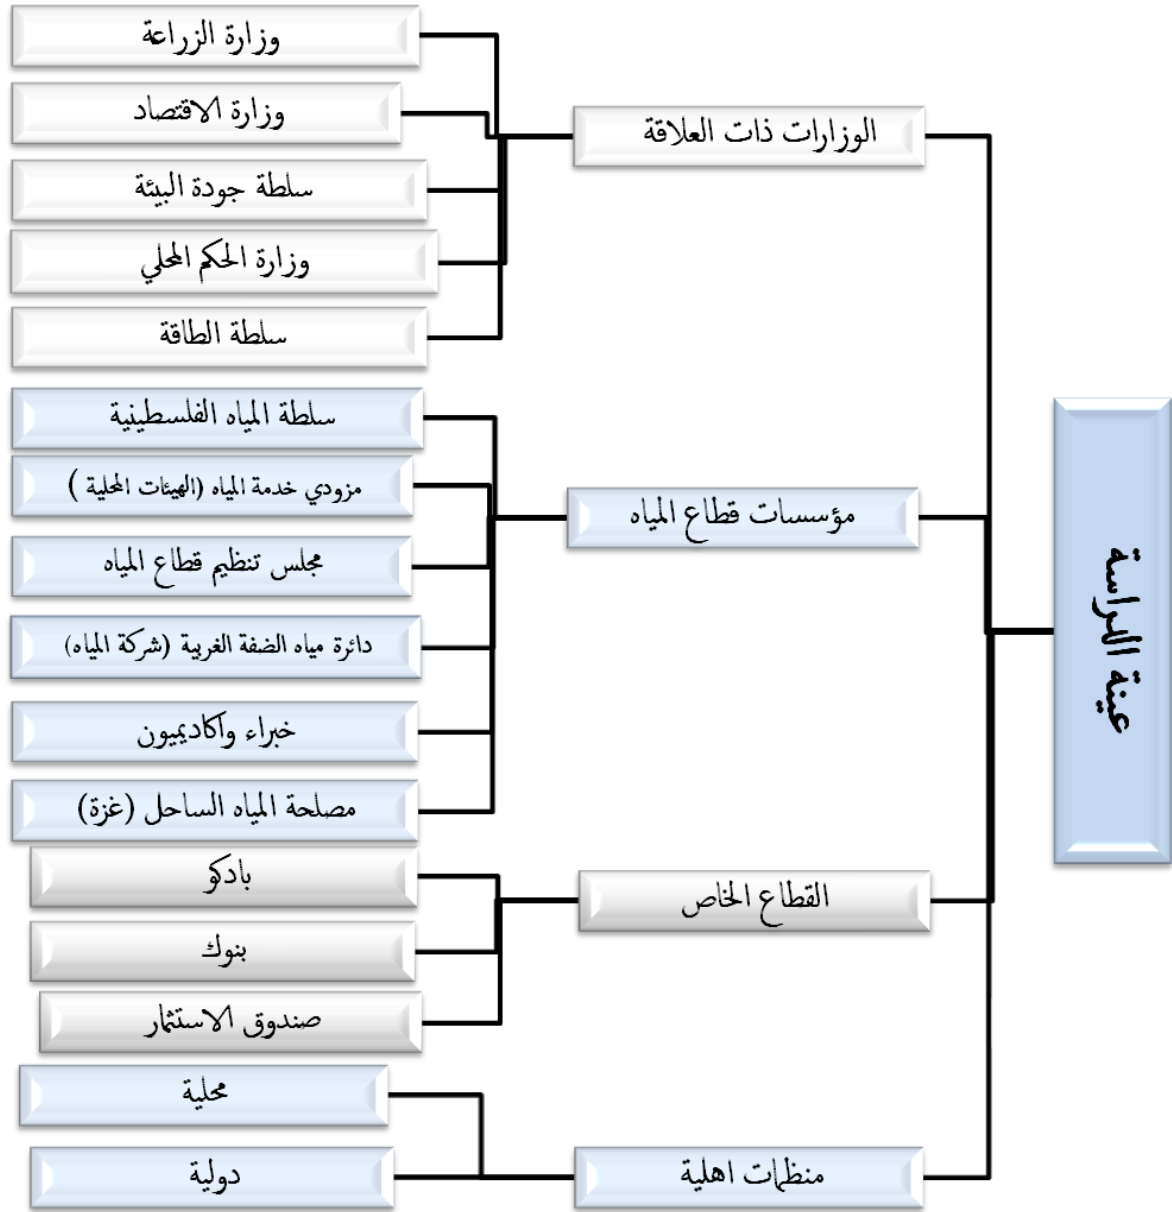 عينة الدراسة
الوزارات ذات العلاقة
وزارة الزراعة
وزارة الاقتصاد
سلطة جودة البيئة
وزارة الحكم المحلي
سلطة الطاقة
مؤسسات قطاع المياه
سلطة المياه الفلسطينية
مزودي خدمة المياه (الهيئات المحلية )
مجلس تنظيم قطاع المياه
دائرة مياه الضفة الغربية (شركة المياه)
خبراء واكاديميون
مصلحة المياه الساحل (غزة)
القطاع الخاص
بادكو
بنوك
صندوق الاستثمار
منظمات اهلية
محلية
دولية